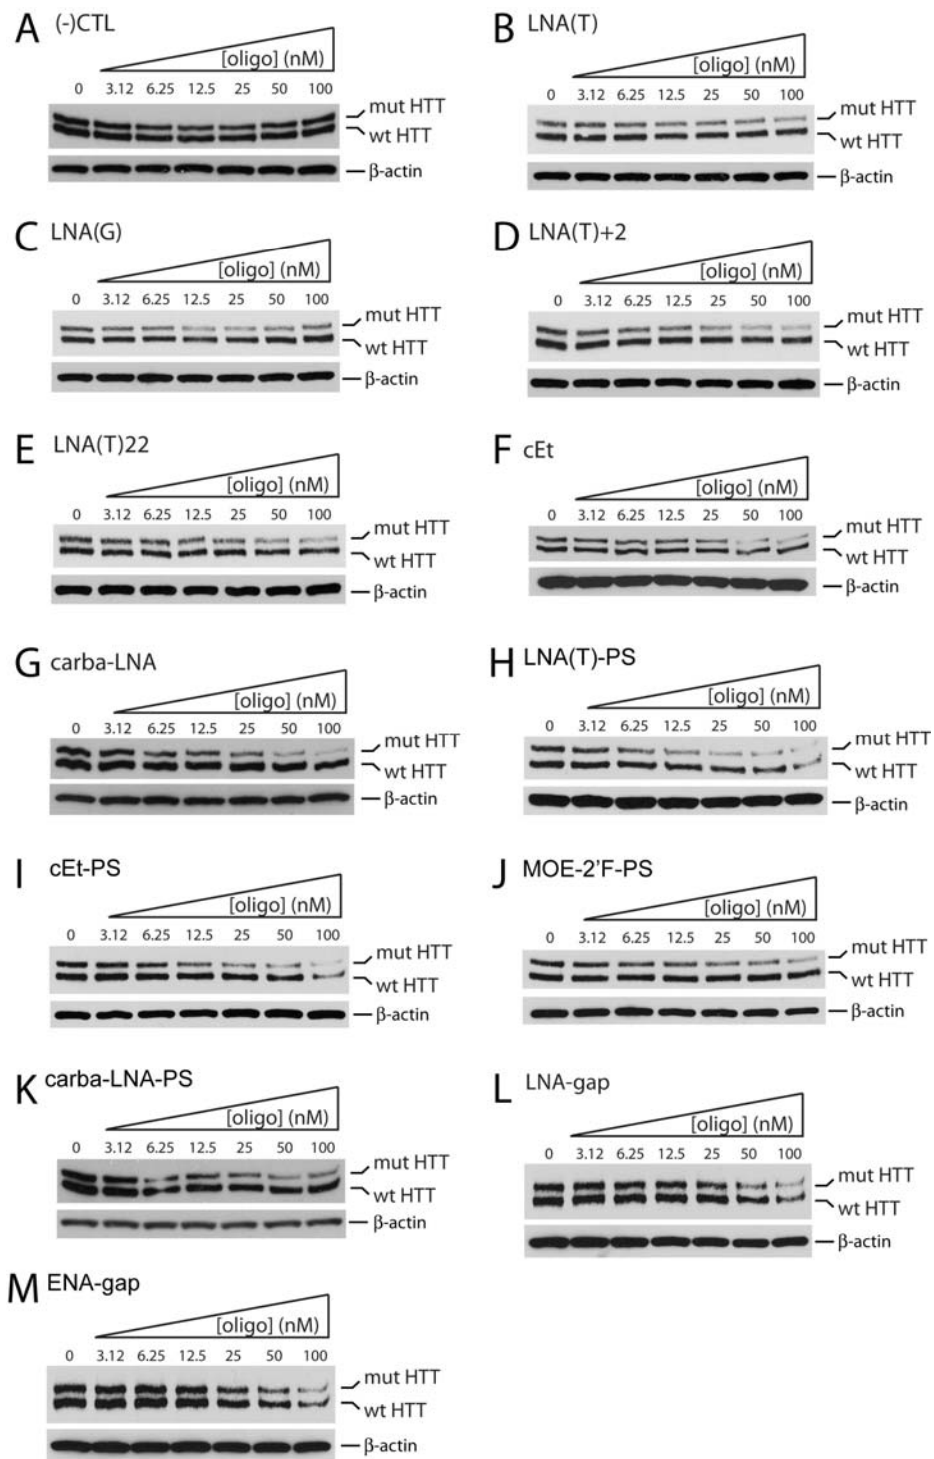 A (-)CTL
[oligo] (nM)
0 3.12 6.25 12.5 25 50 100
mut HTT
wt HTT
β-actin
B LNA(T)
[oligo] (nM)
0 3.12 6.25 12.5 25 50 100
mut HTT
wt HTT
β-actin
C LNA(G)
[oligo] (nM)
0 3.12 6.25 12.5 25 50 100
mut HTT
wt HTT
β-actin
D LNA(T)+2
[oligo] (nM)
0 3.12 6.25 12.5 25 50 100
mut HTT
wt HTT
β-actin
E LNA(T)22
[oligo] (nM)
0 3.12 6.25 12.5 25 50 100
mut HTT
wt HTT
β-actin
F cEt
[oligo] (nM)
0 3.12 6.25 12.5 25 50 100
mut HTT
wt HTT
β-actin
G carba-LNA
[oligo] (nM)
0 3.12 6.25 12.5 25 50 100
mut HTT
wt HTT
β-actin
H LNA(T)-PS
[oligo] (nM)
0 3.12 6.25 12.5 25 50 100
mut HTT
wt HTT
β-actin
I cEt-PS
[oligo] (nM)
0 3.12 6.25 12.5 25 50 100
mut HTT
wt HTT
β-actin
J MOE-2'F-PS
[oligo] (nM)
0 3.12 6.25 12.5 25 50 100
mut HTT
wt HTT
β-actin
K carba-LNA-PS
[oligo] (nM)
0 3.12 6.25 12.5 25 50 100
mut HTT
wt HTT
β-actin
L LNA-gap
[oligo] (nM)
0 3.12 6.25 12.5 25 50 100
mut HTT
wt HTT
β-actin
M ENA-gap
[oligo] (nM)
0 3.12 6.25 12.5 25 50 100
mut HTT
wt HTT
β-actin